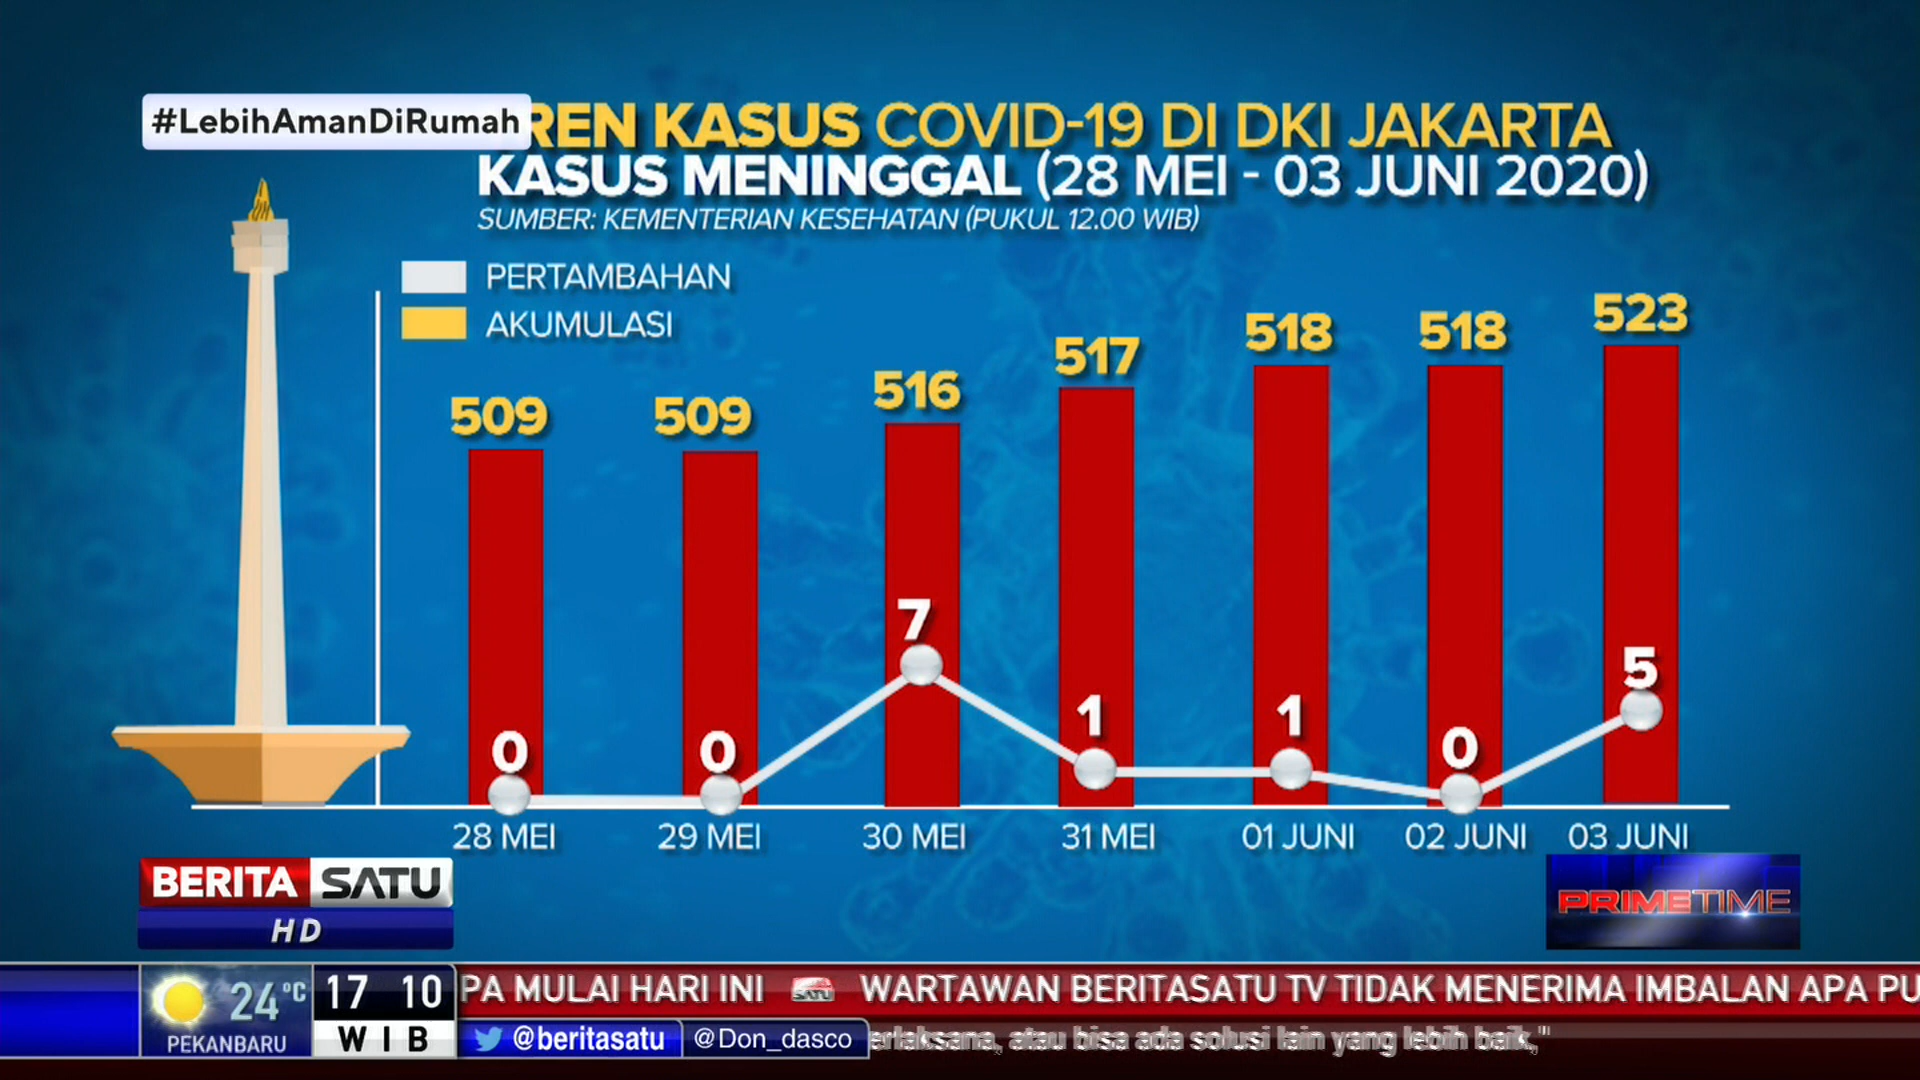 #LebihAmanDiRumah
REN KASUS COVID-19 DI DKI JAKARTA
KASUS MENINGGAL (28 MEI - 03 JUNI 2020)
SUMBER: KEMENTERIAN KESEHATAN (PUKUL 12.00 WIB)
PERTAMBAHAN
AKUMULASI
509 509 516 517 518 518 523
0 0 7 1 1 0 5
28 MEI 29 MEI 30 MEI 31 MEI 01 JUNI 02 JUNI 03 JUNI
BERITA SATU
HD
PRIMETIME
24°C
PEKANBARU
17 10
WIB
PA MULAI HARI INI SATU WARTAWAN BERITASATU TV TIDAK MENERIMA IMBALAN APA PU
@beritasatu @Don_dasco erlaksana, atau bisa ada solusi lain yang lebih baik,"